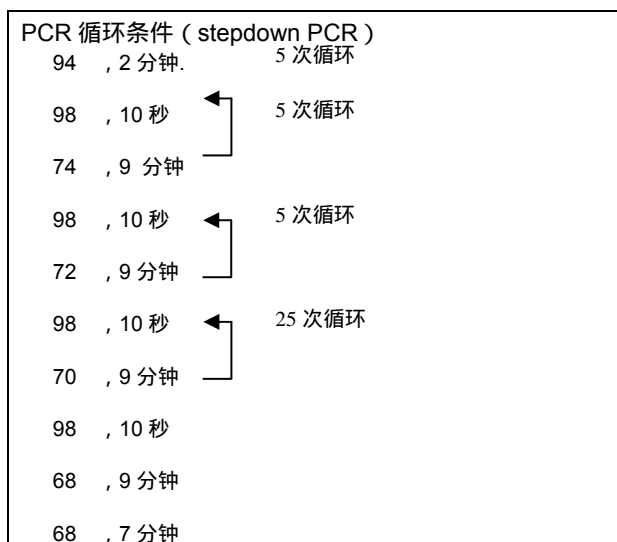 PCR 循环条件（stepdown PCR）
94 , 2 分钟. 5 次循环
98 , 10 秒 5 次循环
74 , 9 分钟
98 , 10 秒 5 次循环
72 , 9 分钟
98 , 10 秒 25 次循环
70 , 9 分钟
98 , 10 秒
68 , 9 分钟
68 , 7 分钟